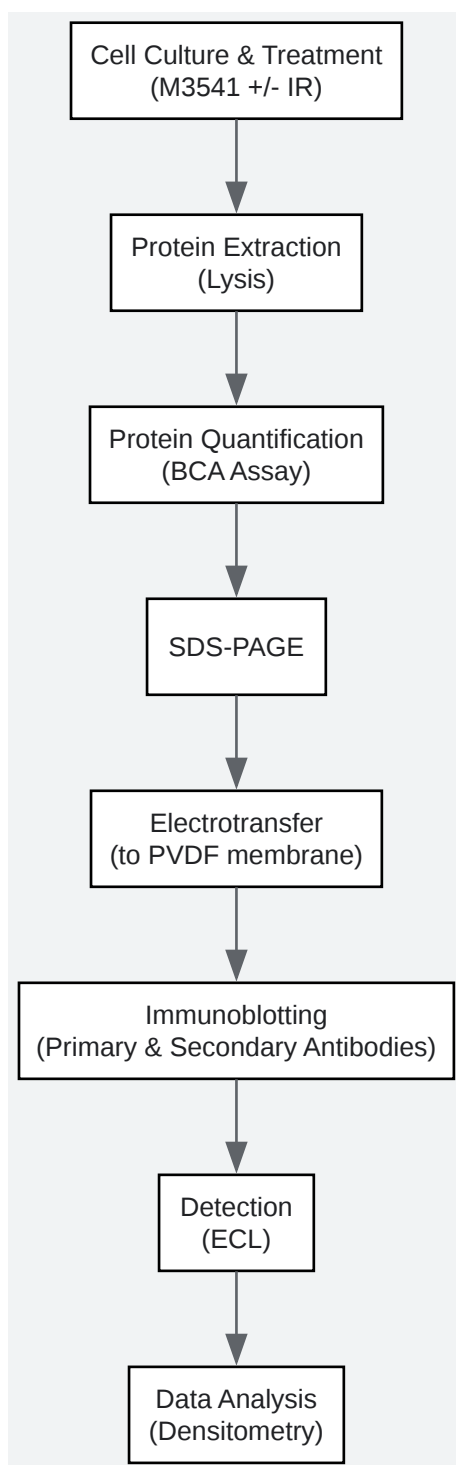 Cell Culture & Treatment
(M3541 +/- IR)
Protein Extraction
(Lysis)
Protein Quantification
(BCA Assay)
SDS-PAGE
Electrotransfer
(to PVDF membrane)
Immunoblotting
(Primary & Secondary Antibodies)
Detection
(ECL)
Data Analysis
(Densitometry)